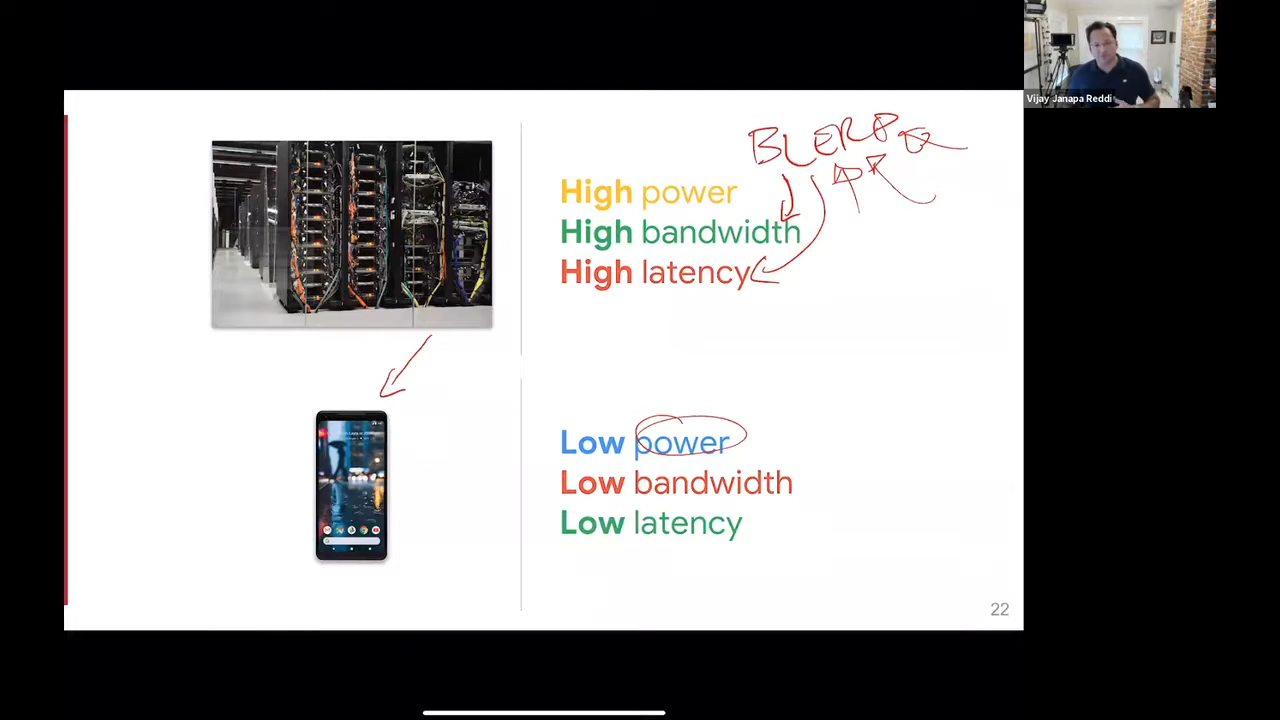 Vijay Janapa Reddi
BLERP
High power
High bandwidth
High latency
Low power
Low bandwidth
Low latency
22